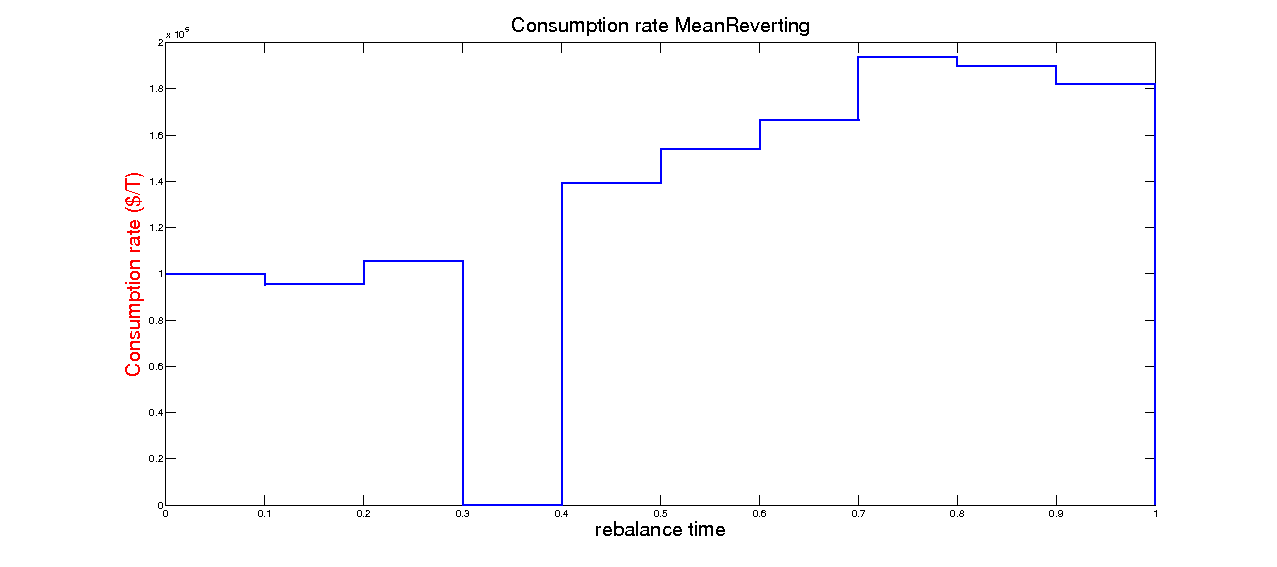 Consumption rate MeanReverting
x 10^5
2
1.8
1.6
1.4
1.2
1
0.8
0.6
0.4
0.2
0
Consumption rate ($/T)
0 0.1 0.2 0.3 0.4 0.5 0.6 0.7 0.8 0.9 1
rebalance time